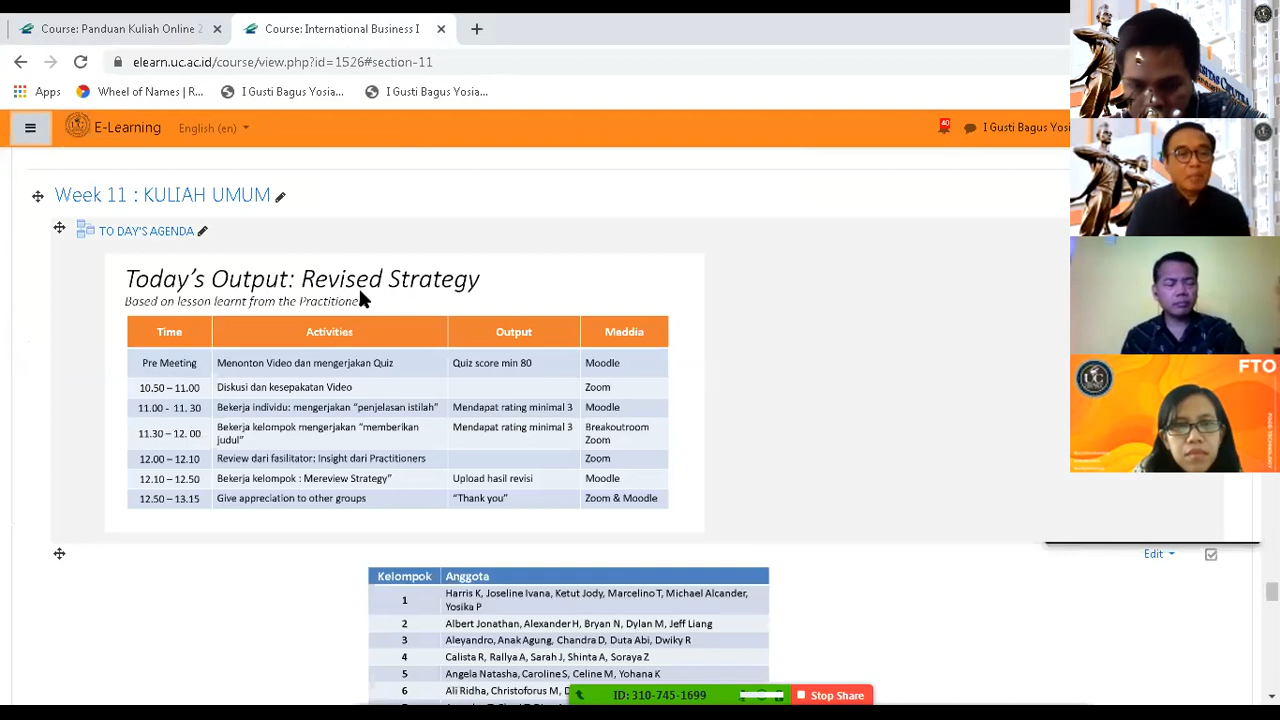 Course: Panduan Kuliah Online 2
Course: International Business I
elearn.uc.ac.id/course/view.php?id=1526#section-11
Apps
Wheel of Names | R...
I Gusti Bagus Yosia...
I Gusti Bagus Yosia...
E-Learning
English (en)
40
I Gusti Bagus Yosia
Week 11 : KULIAH UMUM
TO DAY'S AGENDA
Today's Output: Revised Strategy
Based on lesson learnt from the
Time Activities Output Meddia
Pre Meeting Menonton Video dan mengerjakan Quiz Quiz score min 80 Moodle
10.50 – 11.00 Diskusi dan kesepakatan Video Zoom
11.00 - 11. 30 Bekerja individu: mengerjakan "penjelasan istilah" Mendapat rating minimal 3 Moodle
11.30 – 12. 00 Bekerja kelompok mengerjakan "memberikan judul" Mendapat rating minimal 3 Breakoutroom Zoom
12.00 – 12.10 Review dari fasilitator: Insight dari Practitioners Zoom
12.10 – 12.50 Bekerja kelompok : Mereview Strategy" Upload hasil revisi Moodle
12.50 – 13.15 Give appreciation to other groups "Thank you" Zoom & Moodle
Edit
Kelompok Anggota
1 Harris K, Joseline Ivana, Ketut Jody, Marcelino T, Michael Alcander,
Yosika P
2 Albert Jonathan, Alexander H, Bryan N, Dylan M, Jeff Liang
3 Aleyandro, Anak Agung, Chandra D, Duta Abi, Dwiky R
4 Calista R, Rallya A, Sarah J, Shinta A, Soraya Z
5 Angela Natasha, Caroline S, Celine M, Yohana K
6 Ali Ridha, Christoforus M,
ID: 310-745-1699
Stop Share
FTO
UC